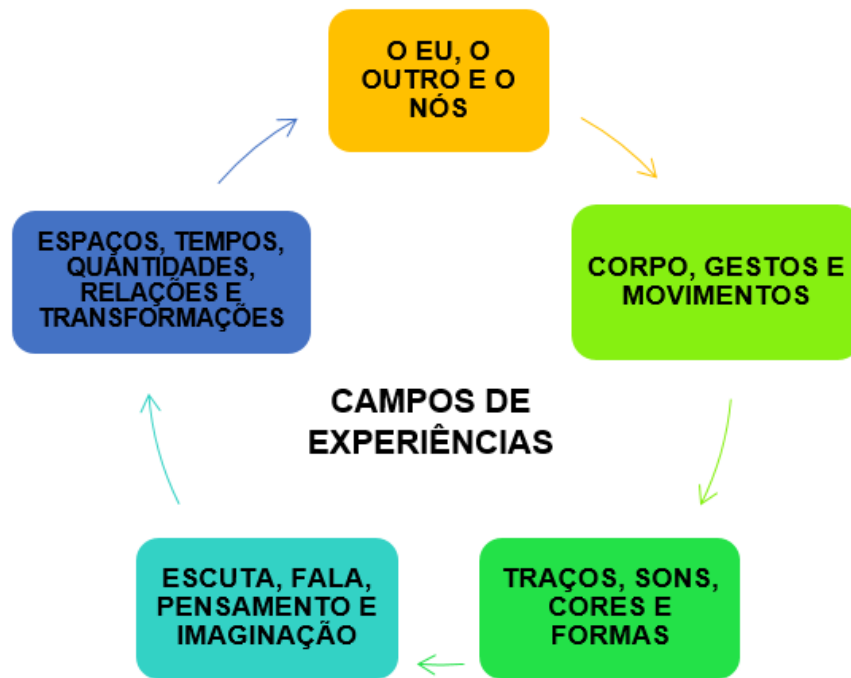 O EU, O
OUTRO E O
NÓS
ESPAÇOS, TEMPOS,
QUANTIDADES,
RELAÇÕES E
TRANSFORMAÇÕES
CORPO, GESTOS E
MOVIMENTOS
CAMPOS DE
EXPERIÊNCIAS
ESCUTA, FALA,
PENSAMENTO E
IMAGINAÇÃO
TRAÇOS, SONS,
CORES E
FORMAS